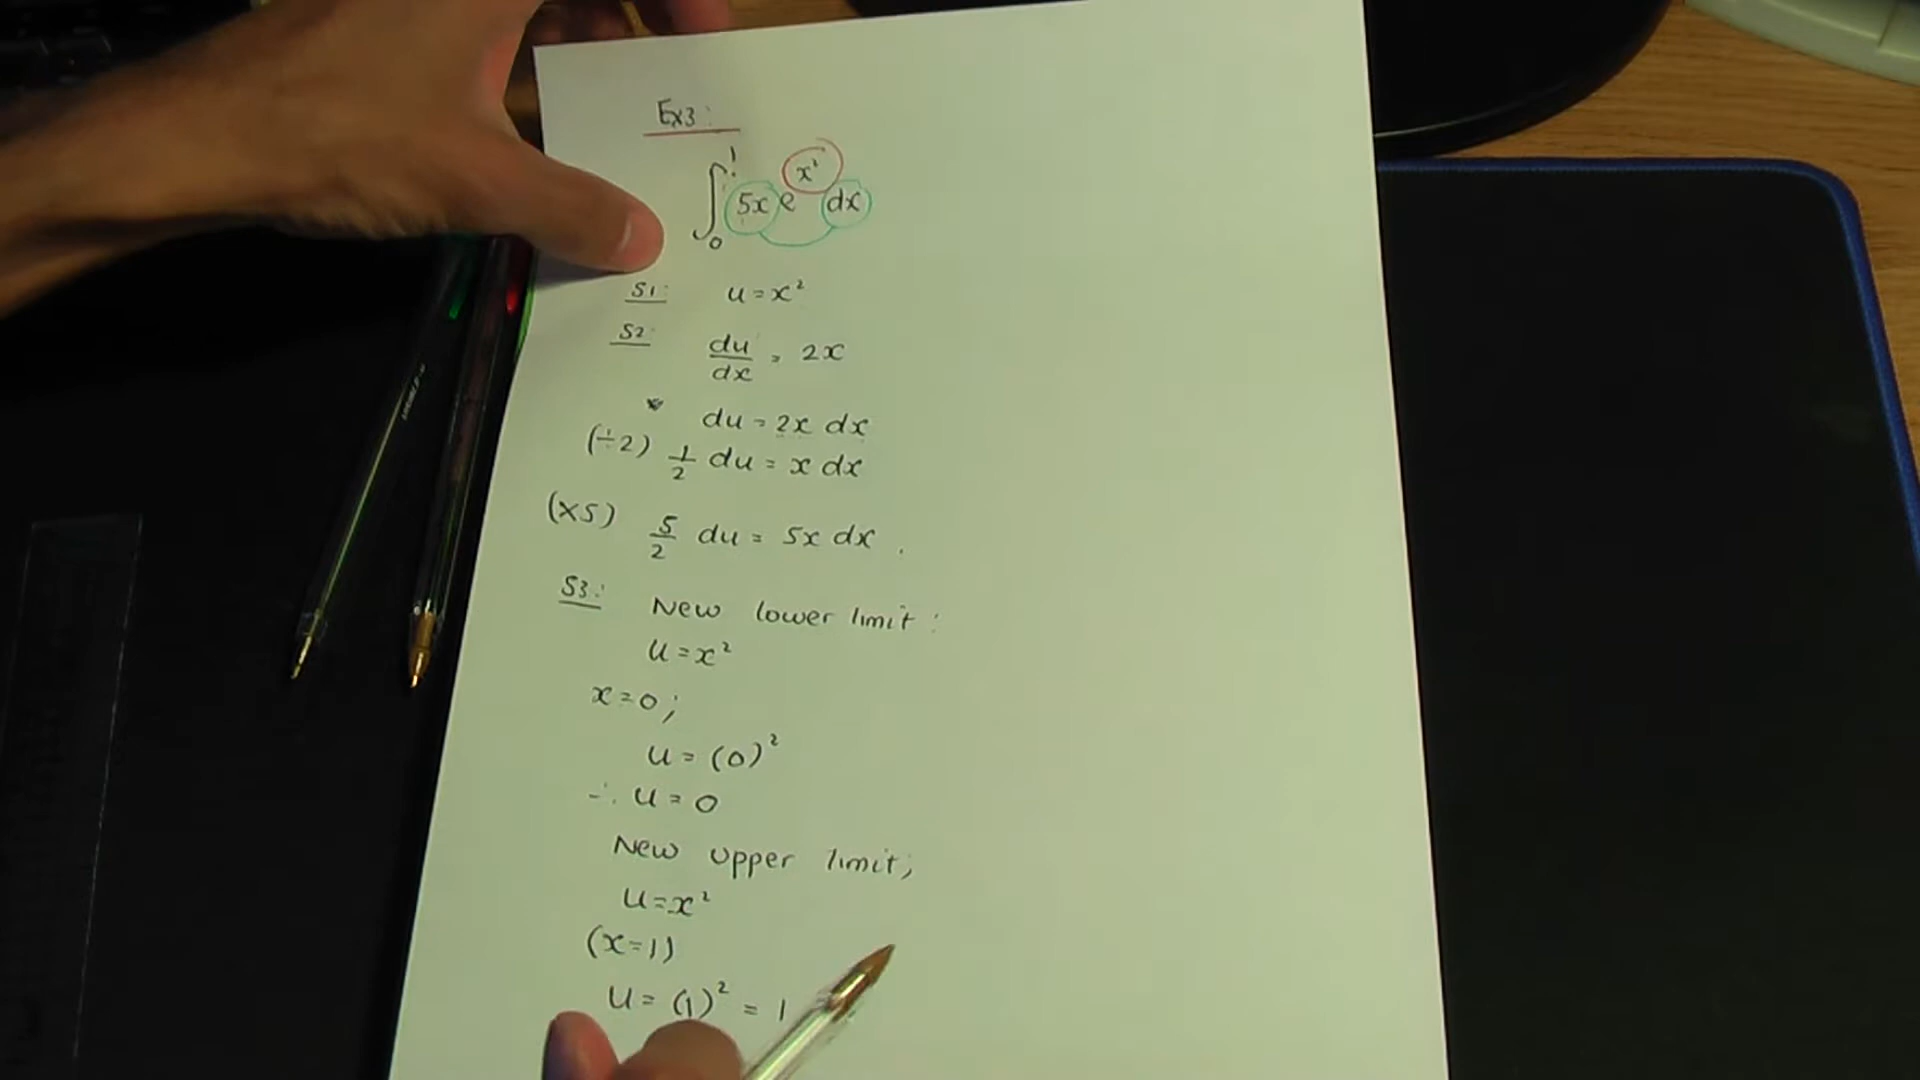 Ex3:
∫₀¹ 5x e^x² dx
S1: u = x²
S2: du/dx = 2x
* du = 2x dx
(÷2) 1/2 du = x dx
(×5) 5/2 du = 5x dx.
S3: New lower limit:
u = x²
x = 0;
u = (0)²
∴ u = 0
New upper limit;
u = x²
(x = 1)
u = (1)² = 1